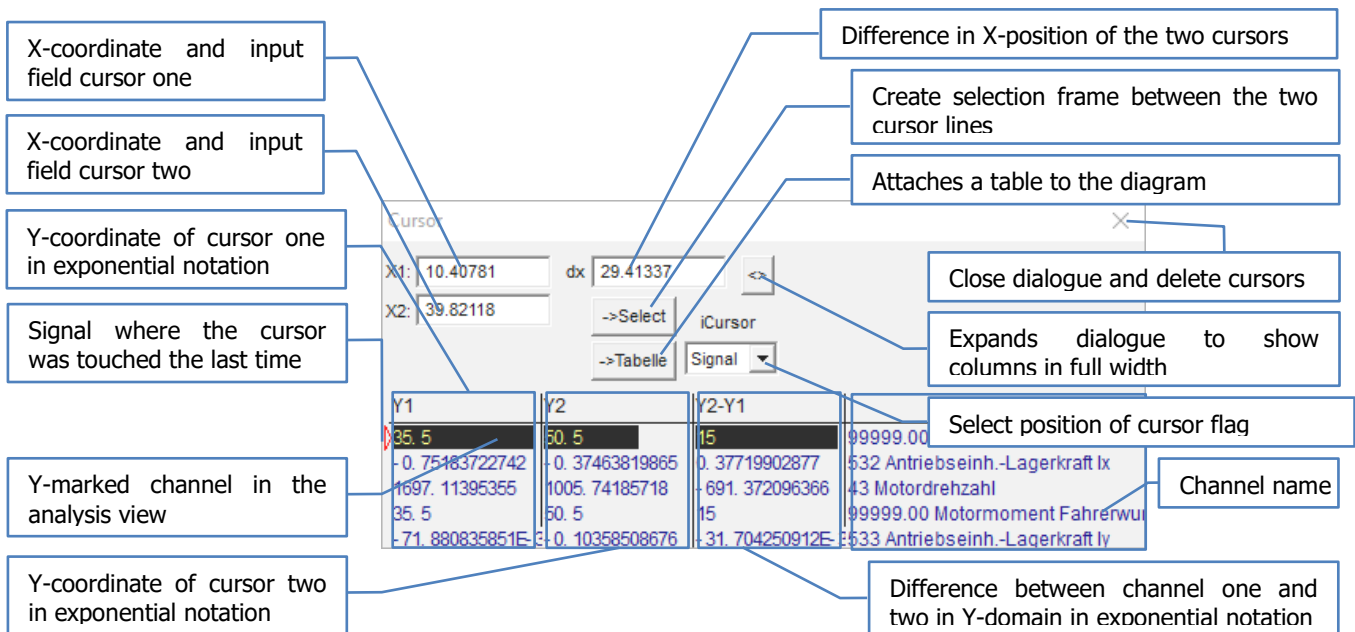 X-coordinate and input
field cursor one
Difference in X-position of the two cursors
Create selection frame between the two
cursor lines
X-coordinate and input
field cursor two
Attaches a table to the diagram
Y-coordinate of cursor one
in exponential notation
Cursor
X1: 10.40781 dx 29.41337 <>
Close dialogue and delete cursors
X2: 39.82118 ->Select iCursor
Signal where the cursor
was touched the last time
Expands dialogue to show
columns in full width
->Tabelle Signal
Y1 Y2 Y2-Y1
Select position of cursor flag
35. 5 50. 5 15 99999.00
- 0. 75183722742 - 0. 37463819865 0. 37719902877 532 Antriebseinh.-Lagerkraft lx
1697. 11395355 1005. 74185718 - 691. 372096366 43 Motordrehzahl
35. 5 50. 5 15 99999.00 Motormoment Fahrerwu
- 71. 880835851E- - 0. 10358508676 - 31. 704250912E- 533 Antriebseinh.-Lagerkraft ly
Y-marked channel in the
analysis view
Channel name
Y-coordinate of cursor two
in exponential notation
Difference between channel one and
two in Y-domain in exponential notation